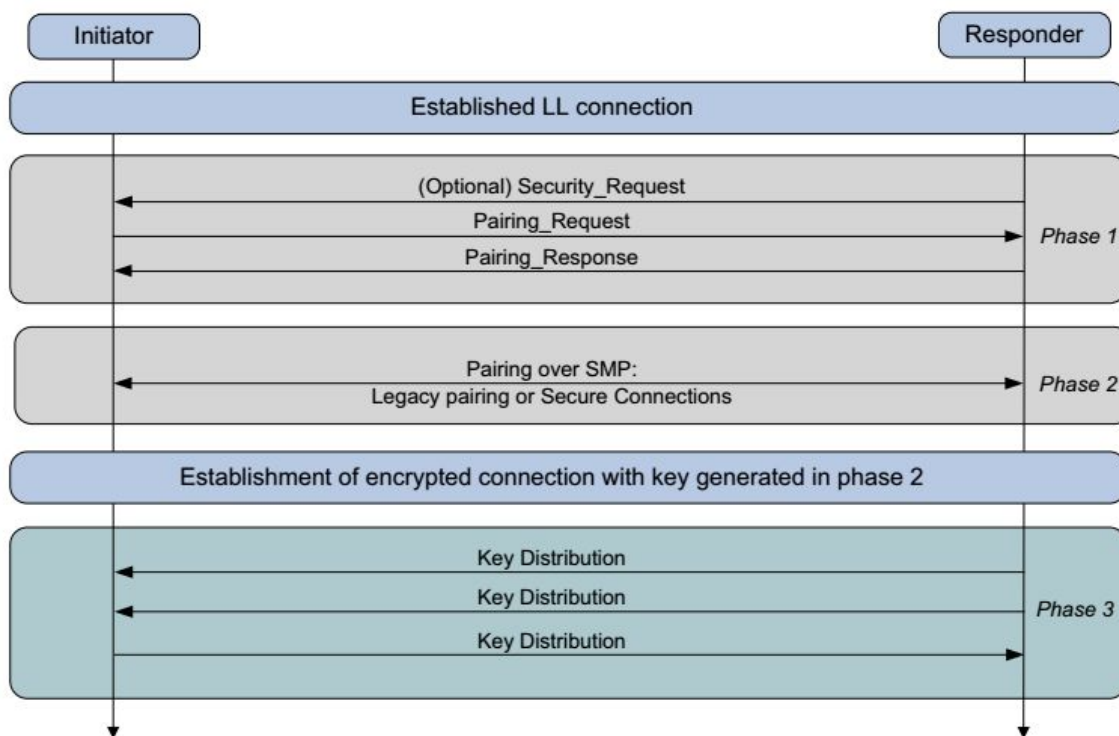 Initiator
Responder
Established LL connection
(Optional) Security_Request
Pairing_Request
Phase 1
Pairing_Response
Pairing over SMP:
Legacy pairing or Secure Connections
Phase 2
Establishment of encrypted connection with key generated in phase 2
Key Distribution
Key Distribution
Phase 3
Key Distribution